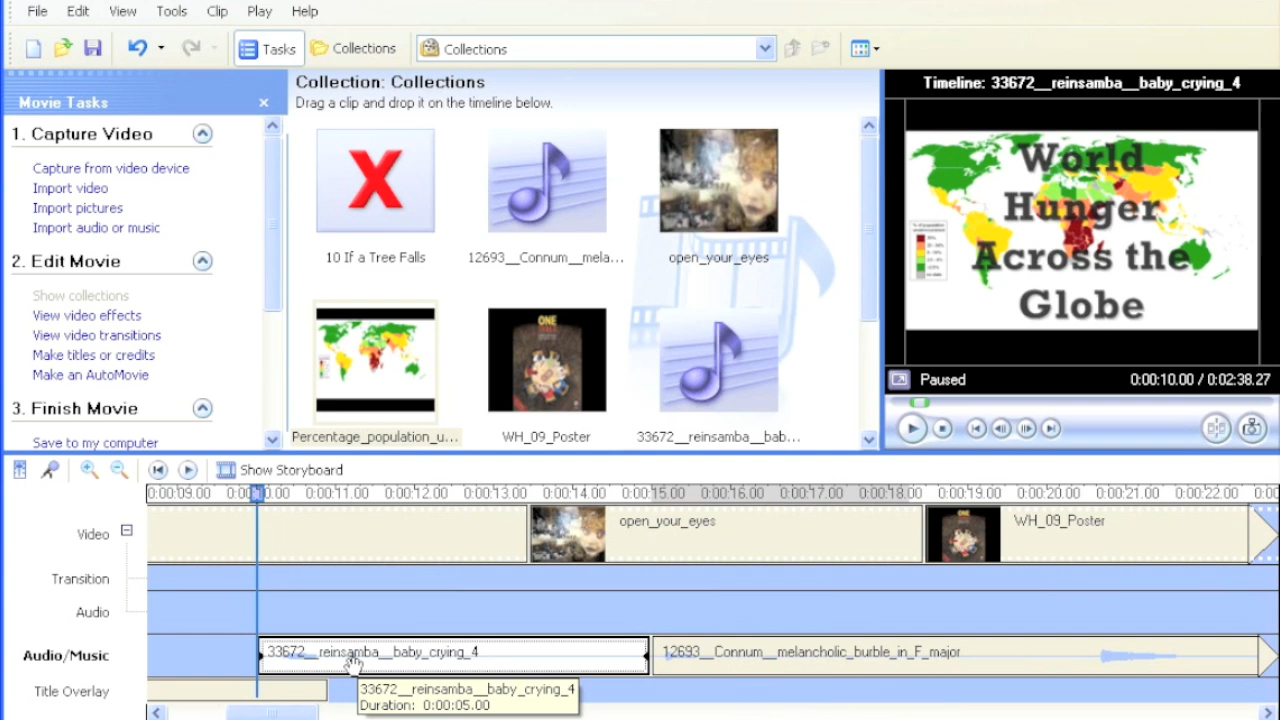 File Edit View Tools Clip Play Help
Tasks Collections Collections
Movie Tasks
1. Capture Video
Capture from video device
Import video
Import pictures
Import audio or music
2. Edit Movie
Show collections
View video effects
View video transitions
Make titles or credits
Make an AutoMovie
3. Finish Movie
Save to my computer
Collection: Collections
Drag a clip and drop it on the timeline below.
10 If a Tree Falls
12693__Connum__mela...
open_your_eyes
ONE
Percentage_population_u...
WH_09_Poster
33672__reinsamba__bab...
Timeline: 33672__reinsamba__baby_crying_4
World
Hunger
Across the
Globe
Paused 0:00:10.00 / 0:02:38.27
Show Storyboard
0:00:09.00 0:00:11.00 0:00:12.00 0:00:13.00 0:00:14.00 0:00:15.00 0:00:16.00 0:00:17.00 0:00:18.00 0:00:19.00 0:00:20.00 0:00:21.00 0:00:22.00
Video
open_your_eyes
WH_09_Poster
Transition
Audio
Audio/Music
33672__reinsamba__baby_crying_4
12693__Connum__melancholic_burble_in_F_major
Title Overlay
33672__reinsamba__baby_crying_4
Duration: 0:00:05.00